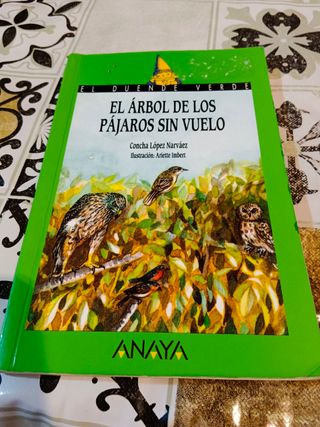 EL DUENDE VERDE
EL ÁRBOL DE LOS
PÁJAROS SIN VUELO
Concha López Narváez
Ilustración: Arlette Imbert
ANAYA